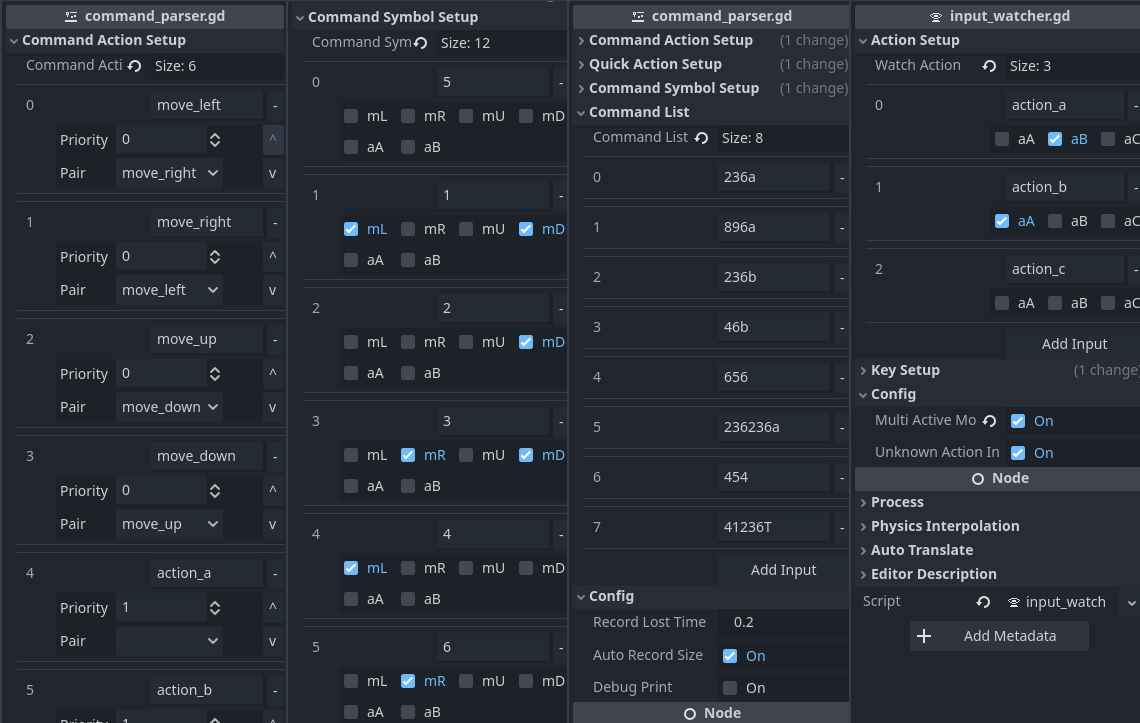 command_parser.gd
Command Action Setup
Command Acti Size: 6
0 move_left -
Priority 0 ^
Pair move_right v
1 move_right -
Priority 0 ^
Pair move_left v
2 move_up -
Priority 0 ^
Pair move_down v
3 move_down -
Priority 0 ^
Pair move_up v
4 action_a -
Priority 1 ^
Pair v
5 action_b -
Command Symbol Setup
Command Sym Size: 12
0 5 -
mL mR mU mD
aA aB
1 1 -
mL mR mU mD
aA aB
2 2 -
mL mR mU mD
aA aB
3 3 -
mL mR mU mD
aA aB
4 4 -
mL mR mU mD
aA aB
5 6 -
mL mR mU mD
aA aB
command_parser.gd
Command Action Setup (1 change)
Quick Action Setup (1 change)
Command Symbol Setup (1 change)
Command List
Command List Size: 8
0 236a -
1 896a -
2 236b -
3 46b -
4 656 -
5 236236a -
6 454 -
7 41236T -
Add Input
Config
Record Lost Time 0.2
Auto Record Size On
Debug Print On
Node
input_watcher.gd
Action Setup
Watch Action Size: 3
0 action_a -
aA aB aC
1 action_b -
aA aB aC
2 action_c -
aA aB aC
Add Input
Key Setup (1 change)
Config
Multi Active Mo On
Unknown Action In On
Node
Process
Physics Interpolation
Auto Translate
Editor Description
Script input_watch
Add Metadata